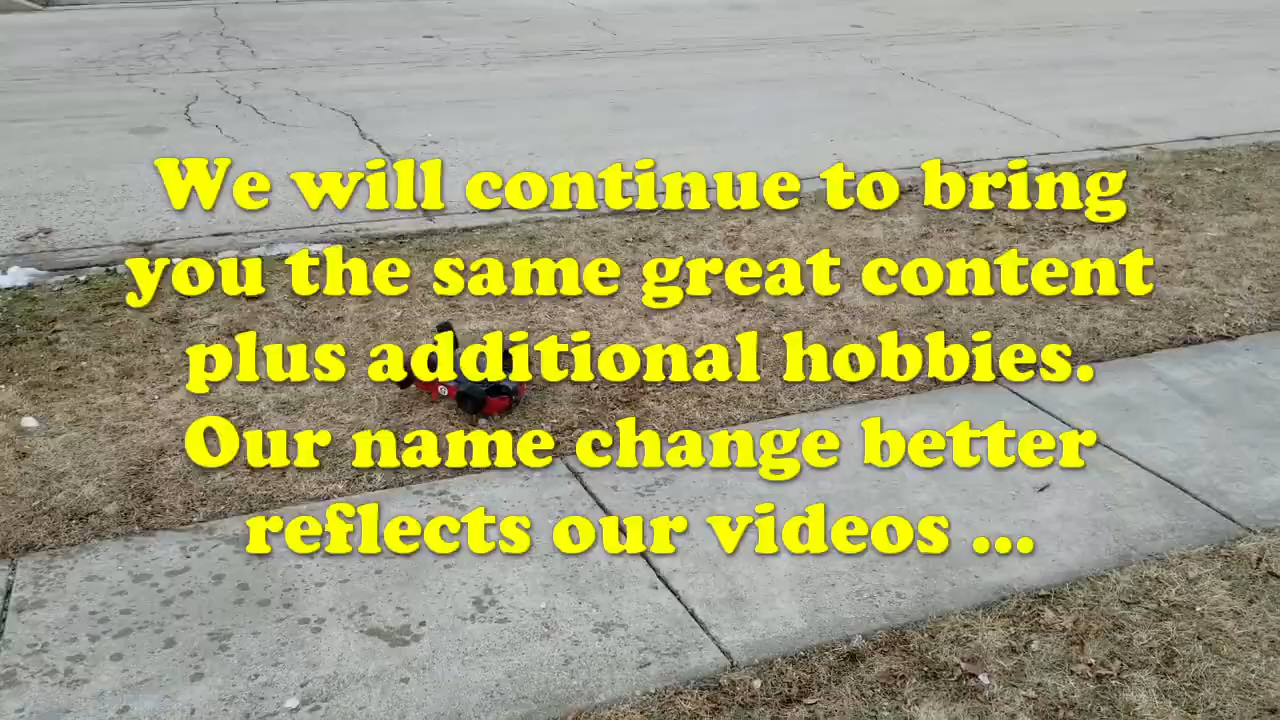 We will continue to bring
you the same great content
plus additional hobbies.
Our name change better
reflects our videos ...